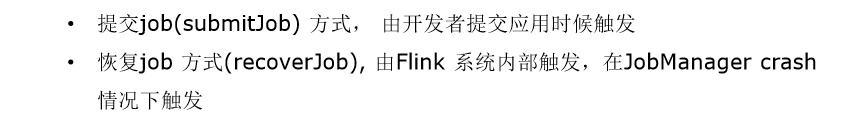 • 提交job(submitJob) 方式， 由开发者提交应用时候触发
• 恢复job 方式(recoverJob), 由Flink 系统内部触发，在JobManager crash
情况下触发